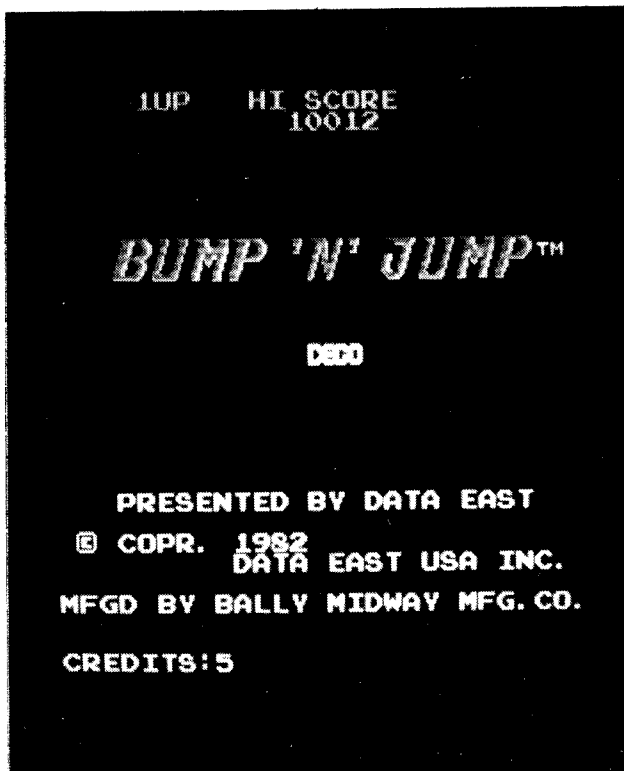 1UP HI SCORE
10012
BUMP 'N' JUMP™
DECO
PRESENTED BY DATA EAST
© COPR. 1982
DATA EAST USA INC.
MFGD BY BALLY MIDWAY MFG. CO.
CREDITS:5